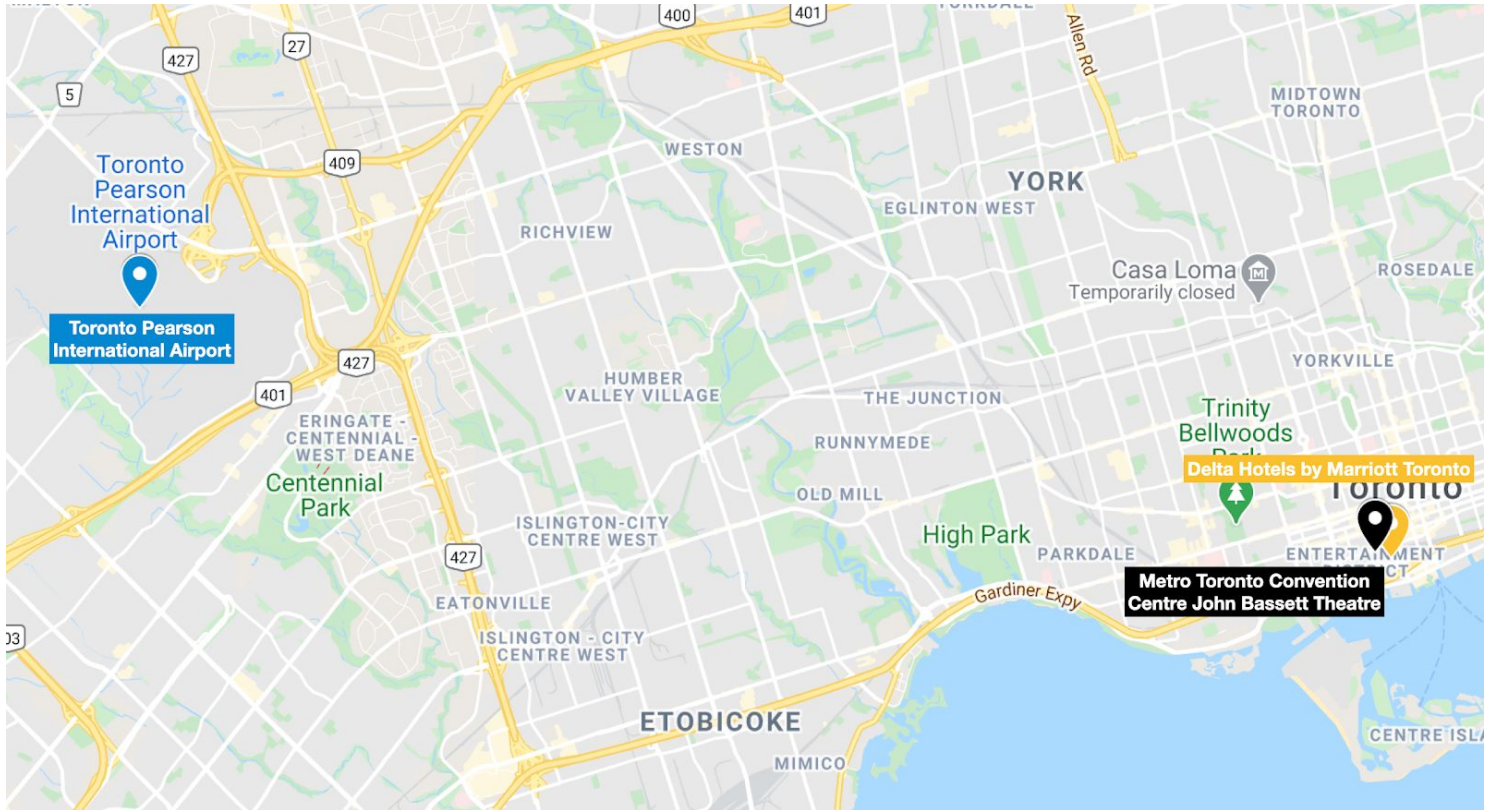 400
401
427
27
Allen Rd
5
MIDTOWN
TORONTO
409
WESTON
Toronto
Pearson
International
Airport
YORK
EGLINTON WEST
RICHVIEW
Casa Loma
Temporarily closed
ROSEDALE
Toronto Pearson
International Airport
427
YORKVILLE
401
HUMBER
VALLEY VILLAGE
THE JUNCTION
ERINGATE -
CENTENNIAL -
WEST DEANE
Trinity
Bellwoods
RUNNYMEDE
Delta Hotels by Marriott Toronto
Centennial
Park
OLD MILL
Toronto
ISLINGTON-CITY
CENTRE WEST
High Park
PARKDALE
ENTERTAINMENT
DISTRICT
427
Metro Toronto Convention
Centre John Bassett Theatre
Gardiner Expy
EATONVILLE
03
ISLINGTON - CITY
CENTRE WEST
ETOBICOKE
CENTRE ISLA
MIMICO